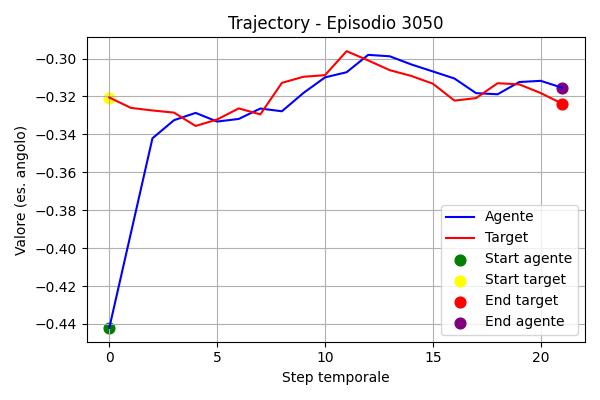 Trajectory - Episodio 3050
Valore (es. angolo)
−0.30
−0.32
−0.34
−0.36
−0.38
−0.40
−0.42
−0.44
Agente
Target
Start agente
Start target
End target
End agente
0 5 10 15 20
Step temporale